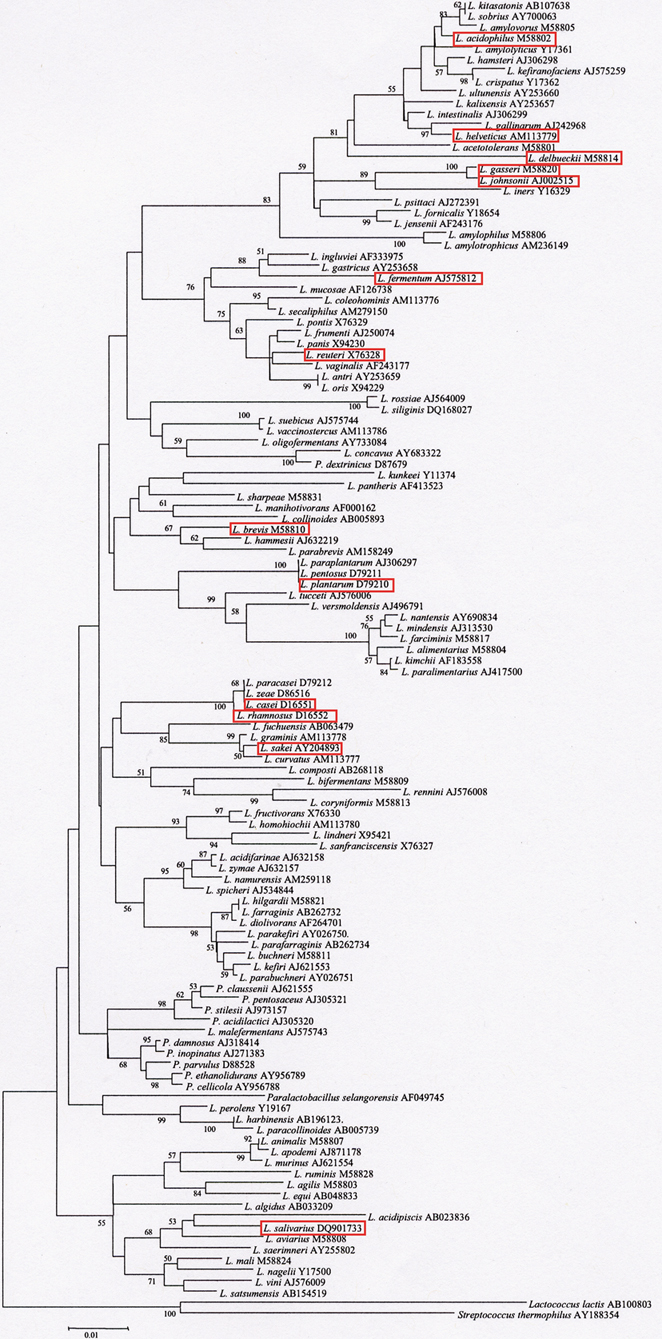 62 L. kitasatonis AB107638
83 L. sobrius AY700063
L. amylovorus M58805
L. acidophilus M58802
L. amylolyticus Y17361
L. hamsteri AJ306298
57 L. kefiranofaciens AJ575259
98 L. crispatus Y17362
55 L. ultunensis AY253660
L. kalixensis AY253657
L. intestinalis AJ306299
L. gallinarum AJ242968
81 97 L. helveticus AM113779
L. acetotolerans M58801
L. delbueckii M58814
59 100 L. gasseri M58820
89 L. johnsonii AJ002515
L. iners Y16329
83 L. psittaci AJ272391
L. fornicalis Y18654
99 L. jensenii AF243176
L. amylophilus M58806
100 L. amylotrophicus AM236149
51 L. ingluviei AF333975
88 L. gastricus AY253658
L. fermentum AJ575812
76 L. mucosae AF126738
95 L. coleohominis AM113776
75 L. secaliphilus AM279150
L. pontis X76329
63 L. frumenti AJ250074
L. panis X94230
L. reuteri X76328
L. vaginalis AF243177
L. antri AY253659
99 L. oris X94229
L. rossiae AJ564009
100 L. siliginis DQ168027
100 L. suebicus AJ575744
L. vaccinostercus AM113786
59 L. oligofermentans AY733084
L. concavus AY683322
100 P. dextrinicus D87679
L. kunkeei Y11374
L. pantheris AF413523
L. sharpeae M58831
61 L. manihotivorans AF000162
L. collinoides AB005893
67 L. brevis M58810
62 L. hammesii AJ632219
L. parabrevis AM158249
100 L. paraplantarum AJ306297
L. pentosus D79211
L. plantarum D79210
99 L. tucceti AJ576006
58 L. versmoldensis AJ496791
55 L. nantensis AY690834
76 L. mindensis AJ313530
100 L. farciminis M58817
L. alimentarius M58804
57 L. kimchii AF183558
84 L. paralimentarius AJ417500
68 L. paracasei D79212
L. zeae D86516
100 L. casei D16551
L. rhamnosus D16552
L. fuchuensis AB063479
85 99 L. graminis AM113778
L. sakei AY204893
50 L. curvatus AM113777
51 L. composti AB268118
L. bifermentans M58809
74 L. rennini AJ576008
99 L. coryniformis M58813
97 L. fructivorans X76330
93 L. homohiochii AM113780
L. lindneri X95421
94 L. sanfranciscensis X76327
87 L. acidifarinae AJ632158
60 L. zymae AJ632157
95 L. namurensis AM259118
L. spicheri AJ534844
56 L. hilgardii M58821
87 L. farraginis AB262732
L. diolivorans AF264701
98 L. parakefiri AY026750.
53 L. parafarraginis AB262734
L. buchneri M58811
L. kefiri AJ621553
59 L. parabuchneri AY026751
53 P. claussenii AJ621555
62 P. pentosaceus AJ305321
98 P. stilesii AJ973157
P. acidilactici AJ305320
L. malefermentans AJ575743
95 P. damnosus AJ318414
P. inopinatus AJ271383
68 P. parvulus D88528
P. ethanolidurans AY956789
98 P. cellicola AY956788
Paralactobacillus selangorensis AF049745
L. perolens Y19167
99 L. harbinensis AB196123.
100 L. paracollinoides AB005739
92 L. animalis M58807
57 99 L. apodemi AJ871178
L. murinus AJ621554
L. ruminis M58828
L. agilis M58803
84 L. equi AB048833
55 L. algidus AB033209
53 L. acidipiscis AB023836
68 L. salivarius DQ901733
L. aviarius M58808
L. saerimneri AY255802
50 L. mali M58824
L. nagelii Y17500
71 L. vini AJ576009
L. satsumensis AB154519
Lactococcus lactis AB100803
100 Streptococcus thermophilus AY188354
0.01